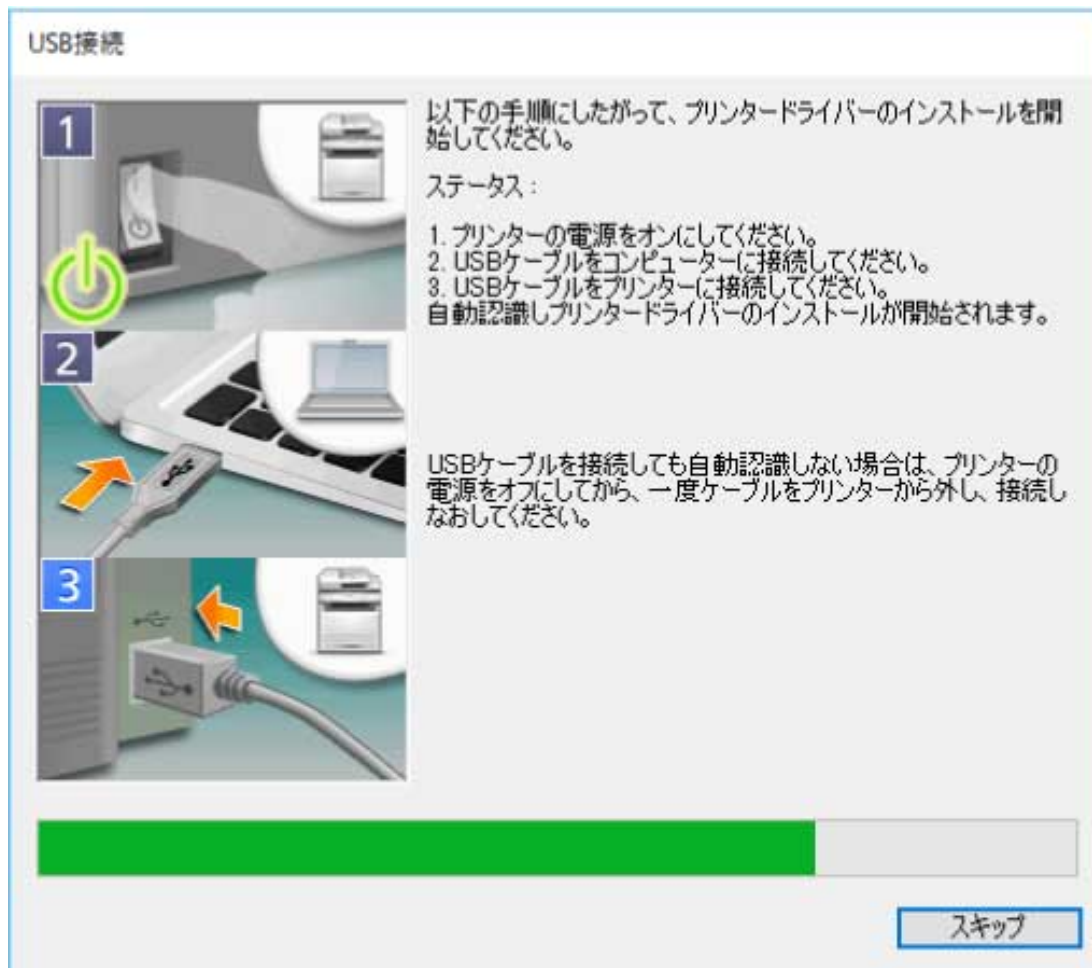 USB接続
1
以下の手順にしたがって、プリンタードライバーのインストールを開
始してください。
ステータス：
1. プリンターの電源をオンにしてください。
2. USBケーブルをコンピューターに接続してください。
3. USBケーブルをプリンターに接続してください。
自動認識しプリンタードライバーのインストールが開始されます。
2
USBケーブルを接続しても自動認識しない場合は、プリンターの
電源をオフにしてから、一度ケーブルをプリンターから外し、接続し
なおしてください。
3
スキップ